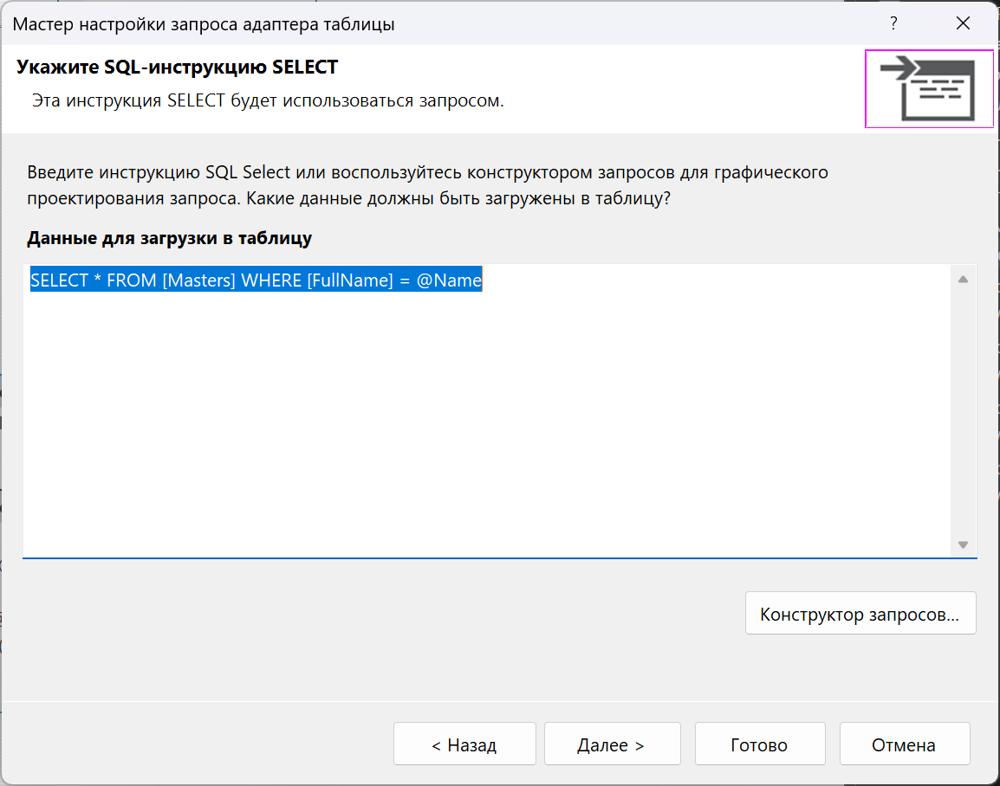 Мастер настройки запроса адаптера таблицы
?
Укажите SQL-инструкцию SELECT
Эта инструкция SELECT будет использоваться запросом.
Введите инструкцию SQL Select или воспользуйтесь конструктором запросов для графического
проектирования запроса. Какие данные должны быть загружены в таблицу?
Данные для загрузки в таблицу
SELECT * FROM [Masters] WHERE [FullName] = @Name
Конструктор запросов...
< Назад
Далее >
Готово
Отмена